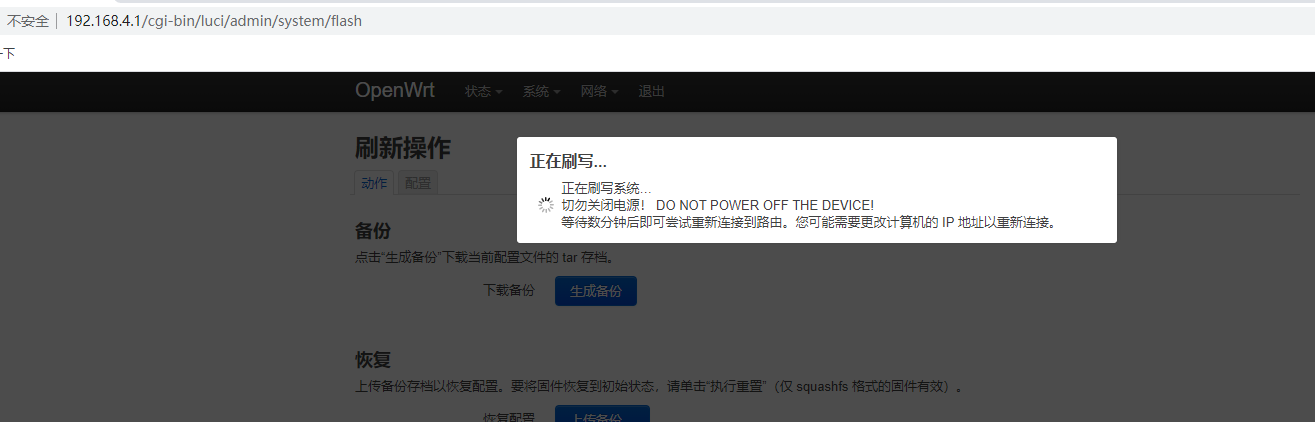 不安全 192.168.4.1/cgi-bin/luci/admin/system/flash
一下
OpenWrt 状态 系统 网络 退出
刷新操作
动作 配置
正在刷写...
正在刷写系统...
切勿关闭电源! DO NOT POWER OFF THE DEVICE!
等待数分钟后即可尝试重新连接到路由。您可能需要更改计算机的 IP 地址以重新连接。
备份
点击“生成备份”下载当前配置文件的 tar 存档。
下载备份 生成备份
恢复
上传备份存档以恢复配置。要将固件恢复到初始状态，请单击“执行重置”（仅 squashfs 格式的固件有效）。
恢复配置 上传备份...